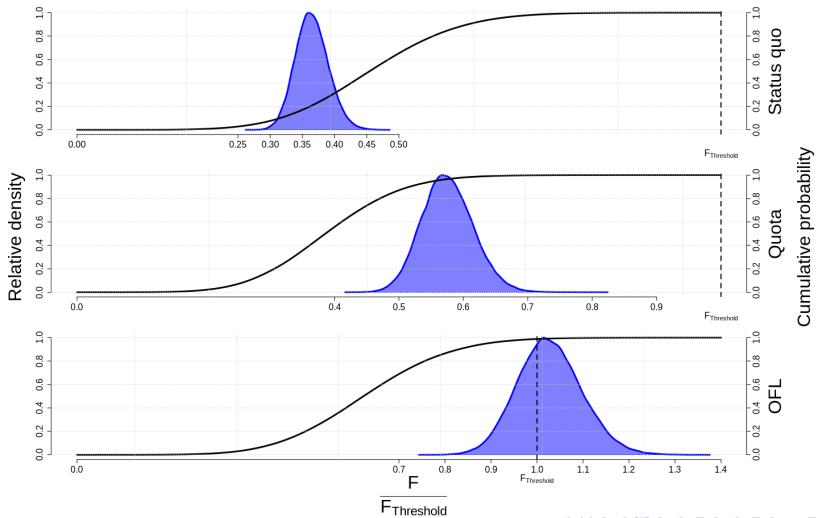 0.0 0.2 0.4 0.6 0.8 1.0
0.0 0.2 0.4 0.6 0.8 1.0
Status quo
0.00 0.25 0.30 0.35 0.40 0.45 0.50
FThreshold
Relative density
Cumulative probability
0.0 0.2 0.4 0.6 0.8 1.0
0.0 0.2 0.4 0.6 0.8 1.0
Quota
0.0 0.4 0.5 0.6 0.7 0.8 0.9
FThreshold
0.0 0.2 0.4 0.6 0.8 1.0
0.0 0.2 0.4 0.6 0.8 1.0
OFL
0.0 0.7 0.8 0.9 1.0 1.1 1.2 1.3 1.4
FThreshold
F
FThreshold